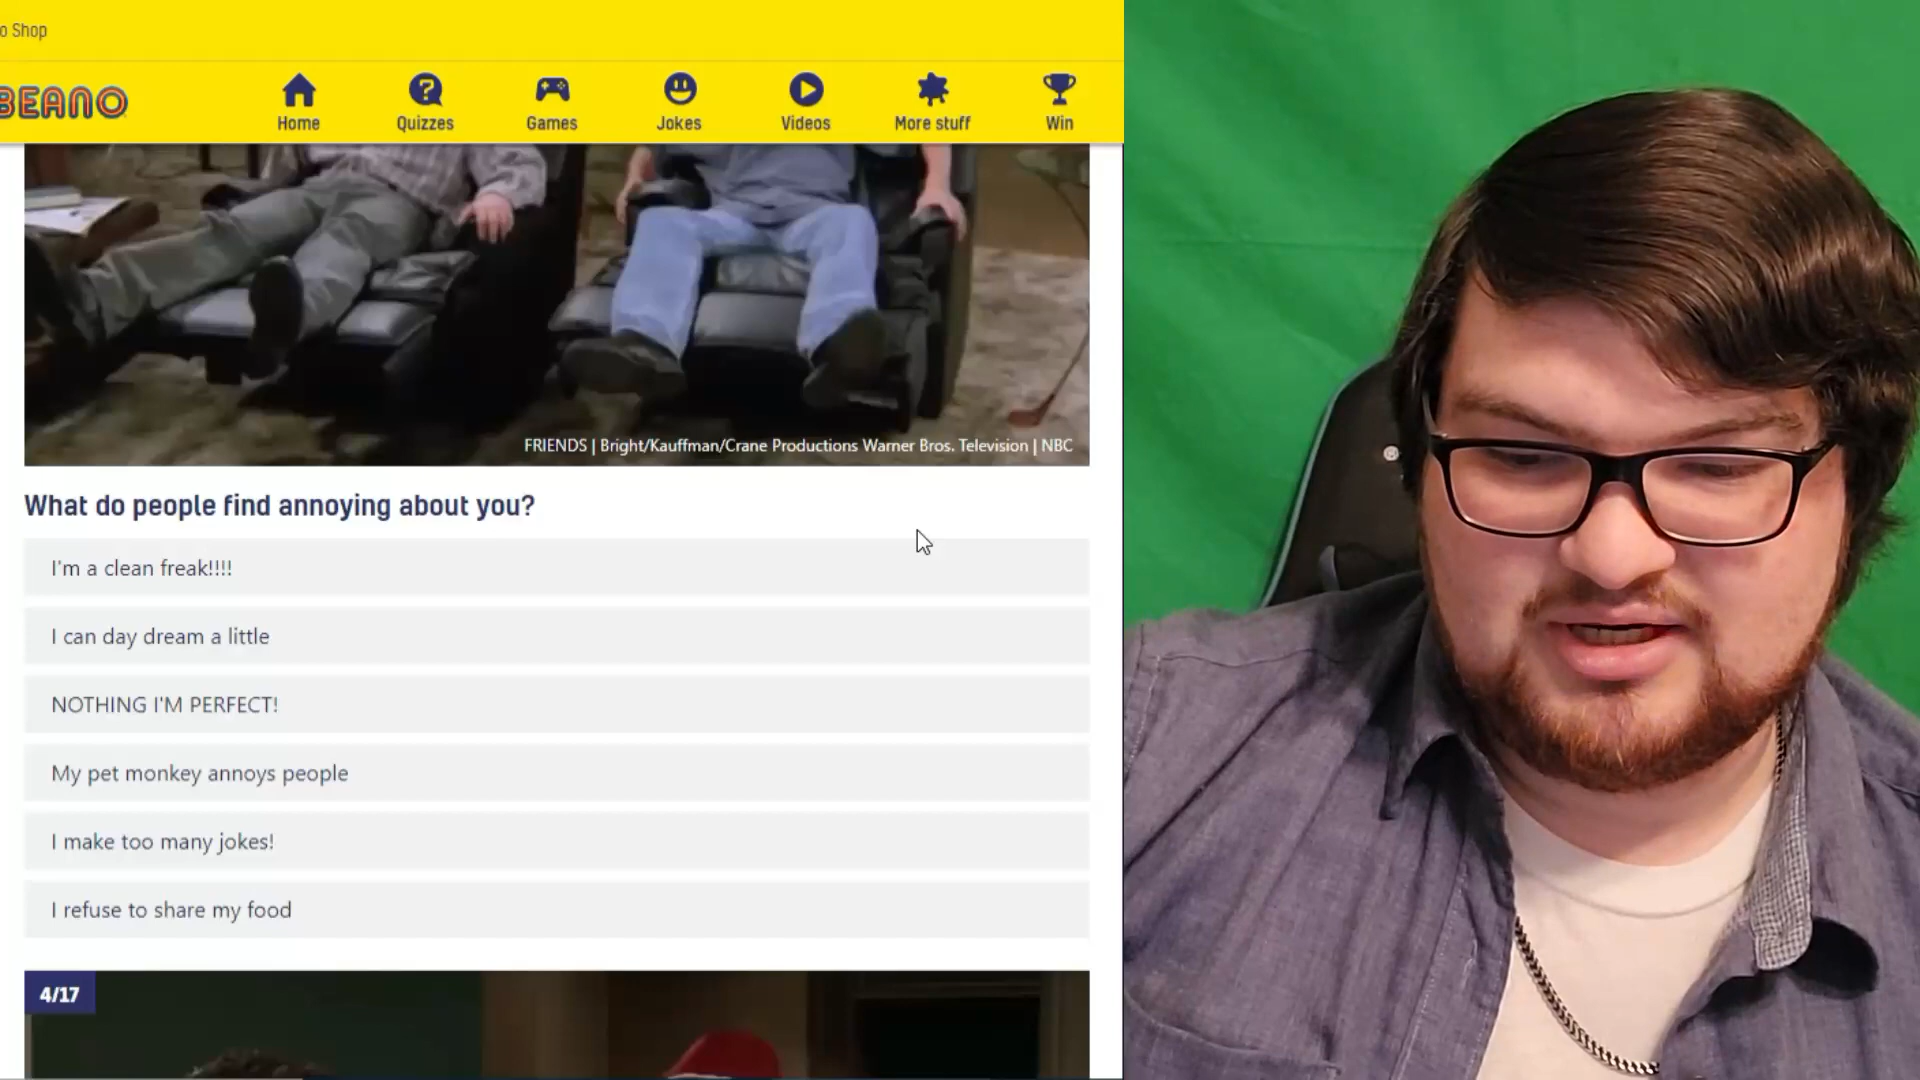 o Shop
BEANO
Home
Quizzes
Games
Jokes
Videos
More stuff
Win
FRIENDS | Bright/Kauffman/Crane Productions Warner Bros. Television | NBC
What do people find annoying about you?
I'm a clean freak!!!!
I can day dream a little
NOTHING I'M PERFECT!
My pet monkey annoys people
I make too many jokes!
I refuse to share my food
4/17